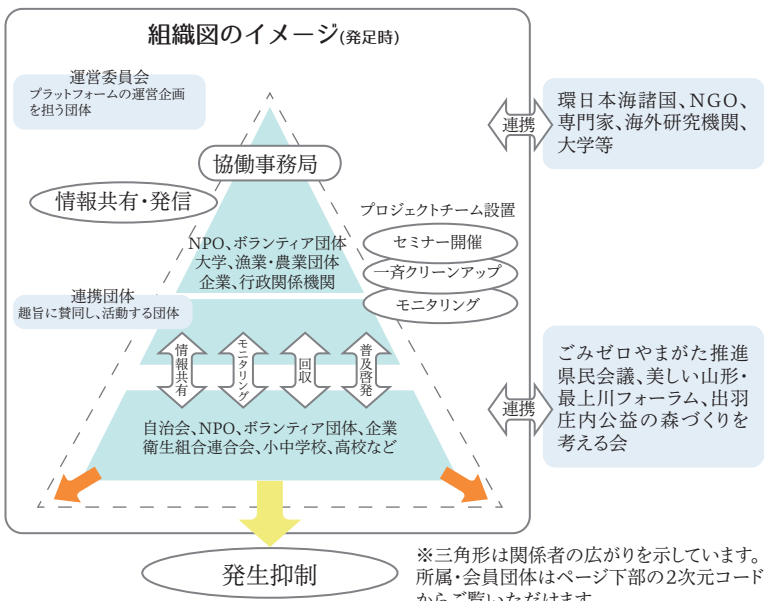 組織図のイメージ(発足時)
運営委員会
プラットフォームの運営企画
を担う団体
協働事務局
情報共有・発信
NPO、ボランティア団体
大学、漁業・農業団体
企業、行政関係機関
プロジェクトチーム設置
セミナー開催
一斉クリーンアップ
モニタリング
連携団体
趣旨に賛同し、活動する団体
情報共有
モニタリング
回収
普及啓発
自治会、NPO、ボランティア団体、企業
衛生組合連合会、小中学校、高校など
連携
環日本海諸国、NGO、
専門家、海外研究機関、
大学等
連携
ごみゼロやまがた推進
県民会議、美しい山形・
最上川フォーラム、出羽
庄内公益の森づくりを
考える会
発生抑制
※三角形は関係者の広がりを示しています。
所属・会員団体はページ下部の2次元コード
からご覧いただけます